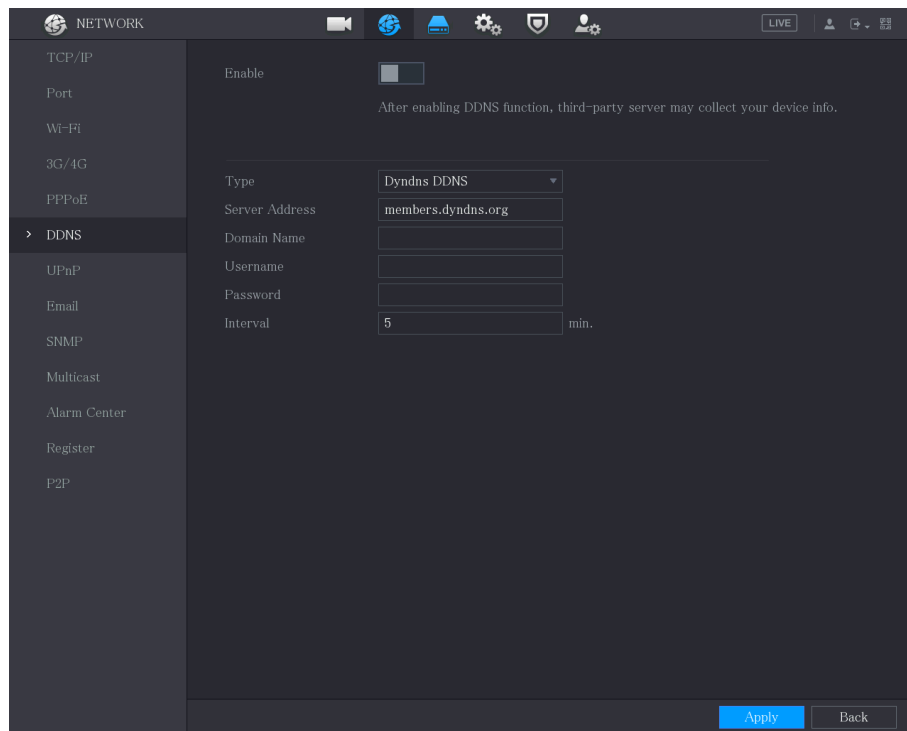 NETWORK
LIVE
TCP/IP
Port
Wi-Fi
3G/4G
PPPoE
DDNS
UPnP
Email
SNMP
Multicast
Alarm Center
Register
P2P
Enable
After enabling DDNS function, third-party server may collect your device info.
Type Dyndns DDNS
Server Address members.dyndns.org
Domain Name
Username
Password
Interval 5 min.
Apply Back